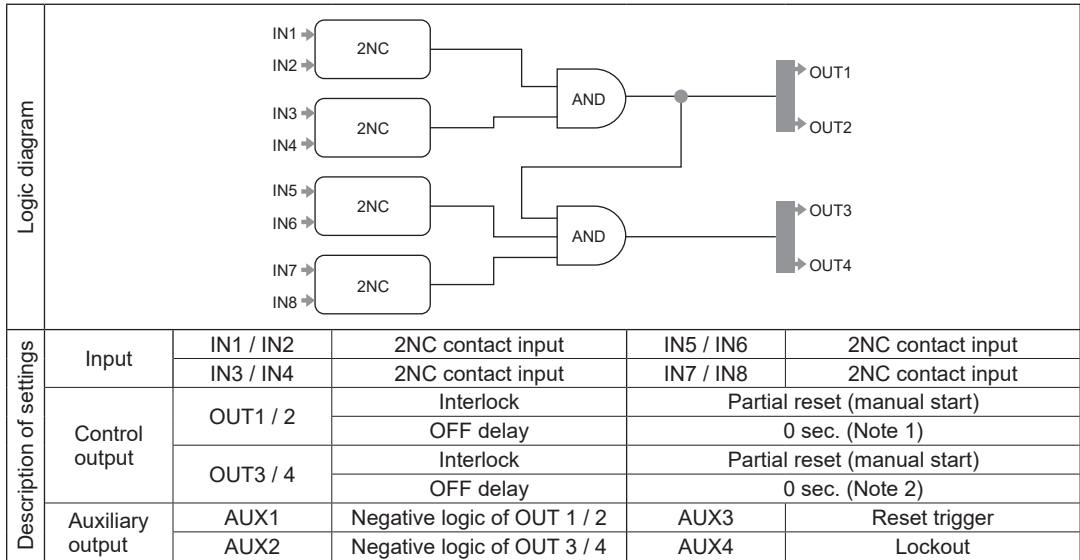 Logic diagram
IN1
IN2
2NC
IN3
IN4
2NC
AND
OUT1
OUT2
IN5
IN6
2NC
IN7
IN8
2NC
AND
OUT3
OUT4
Description of settings
Input
IN1 / IN2 2NC contact input IN5 / IN6 2NC contact input
IN3 / IN4 2NC contact input IN7 / IN8 2NC contact input
Control output
OUT1 / 2 Interlock Partial reset (manual start)
OFF delay 0 sec. (Note 1)
OUT3 / 4 Interlock Partial reset (manual start)
OFF delay 0 sec. (Note 2)
Auxiliary output
AUX1 Negative logic of OUT 1 / 2 AUX3 Reset trigger
AUX2 Negative logic of OUT 3 / 4 AUX4 Lockout